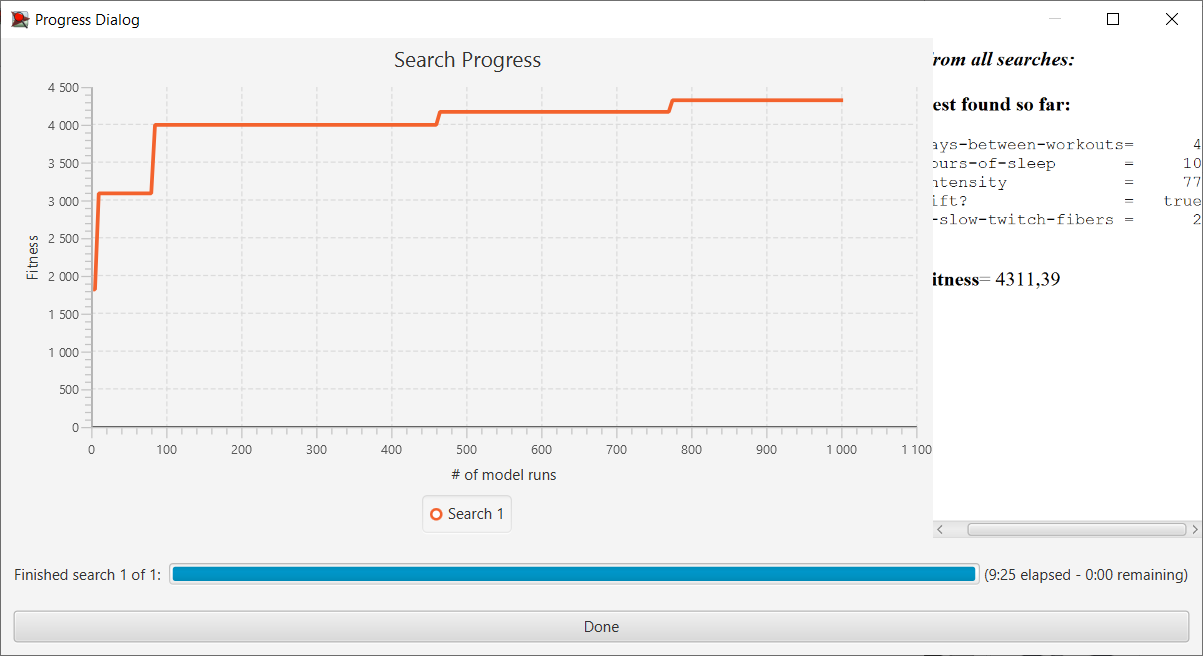 Progress Dialog
Search Progress
4 500
4 000
3 500
3 000
2 500
2 000
1 500
1 000
500
0
Fitness
0 100 200 300 400 500 600 700 800 900 1 000 1 100
# of model runs
Search 1
rom all searches:
est found so far:
ays-between-workouts= 4
ours-of-sleep = 10
ntensity = 77
ift? = true
-slow-twitch-fibers = 2
itness= 4311,39
Finished search 1 of 1: (9:25 elapsed - 0:00 remaining)
Done